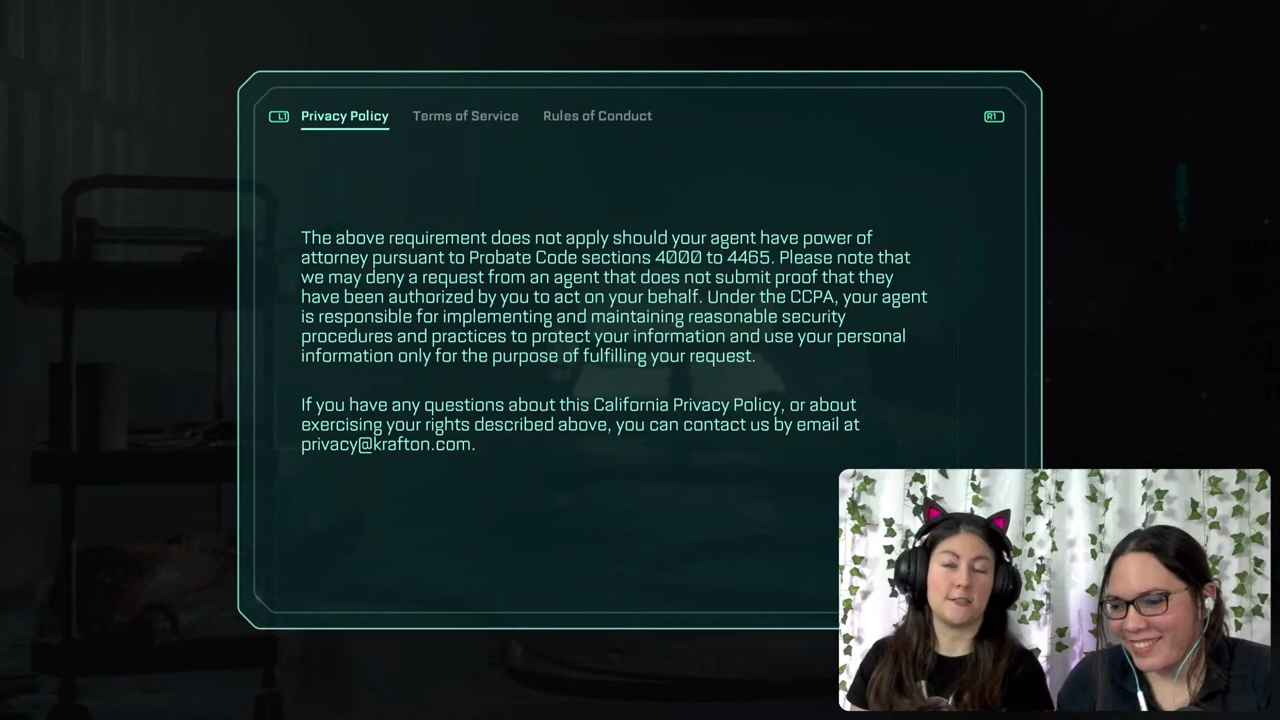 L1 Privacy Policy Terms of Service Rules of Conduct R1
The above requirement does not apply should your agent have power of
attorney pursuant to Probate Code sections 4000 to 4465. Please note that
we may deny a request from an agent that does not submit proof that they
have been authorized by you to act on your behalf. Under the CCPA, your agent
is responsible for implementing and maintaining reasonable security
procedures and practices to protect your information and use your personal
information only for the purpose of fulfilling your request.
If you have any questions about this California Privacy Policy, or about
exercising your rights described above, you can contact us by email at
privacy@krafton.com.